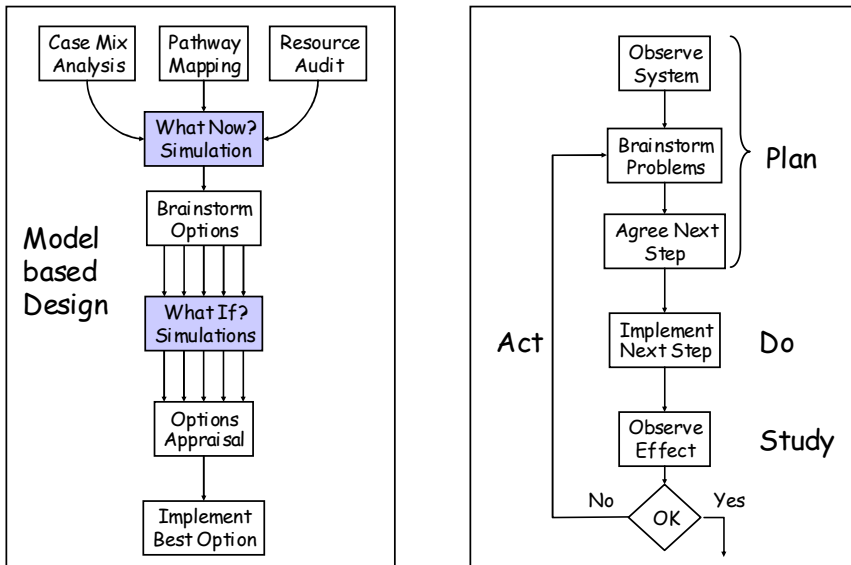 Case Mix
Analysis
Pathway
Mapping
Resource
Audit
What Now?
Simulation
Brainstorm
Options
Model
based
Design
What If?
Simulations
Options
Appraisal
Implement
Best Option
Observe
System
Brainstorm
Problems
Plan
Agree Next
Step
Act
Implement
Next Step
Do
Observe
Effect
Study
No
OK
Yes